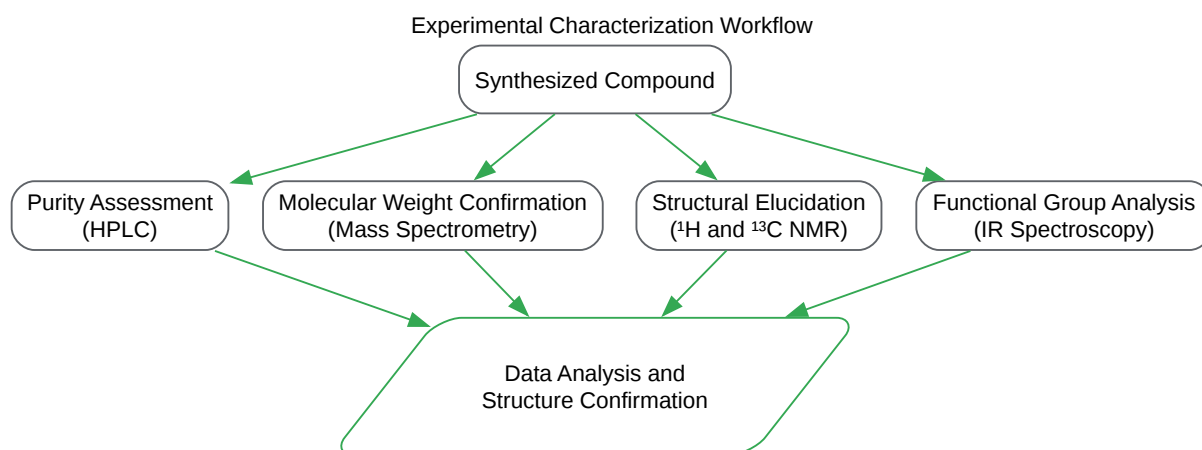 Experimental Characterization Workflow
Synthesized Compound
Purity Assessment
(HPLC)
Molecular Weight Confirmation
(Mass Spectrometry)
Structural Elucidation
(¹H and ¹³C NMR)
Functional Group Analysis
(IR Spectroscopy)
Data Analysis and
Structure Confirmation